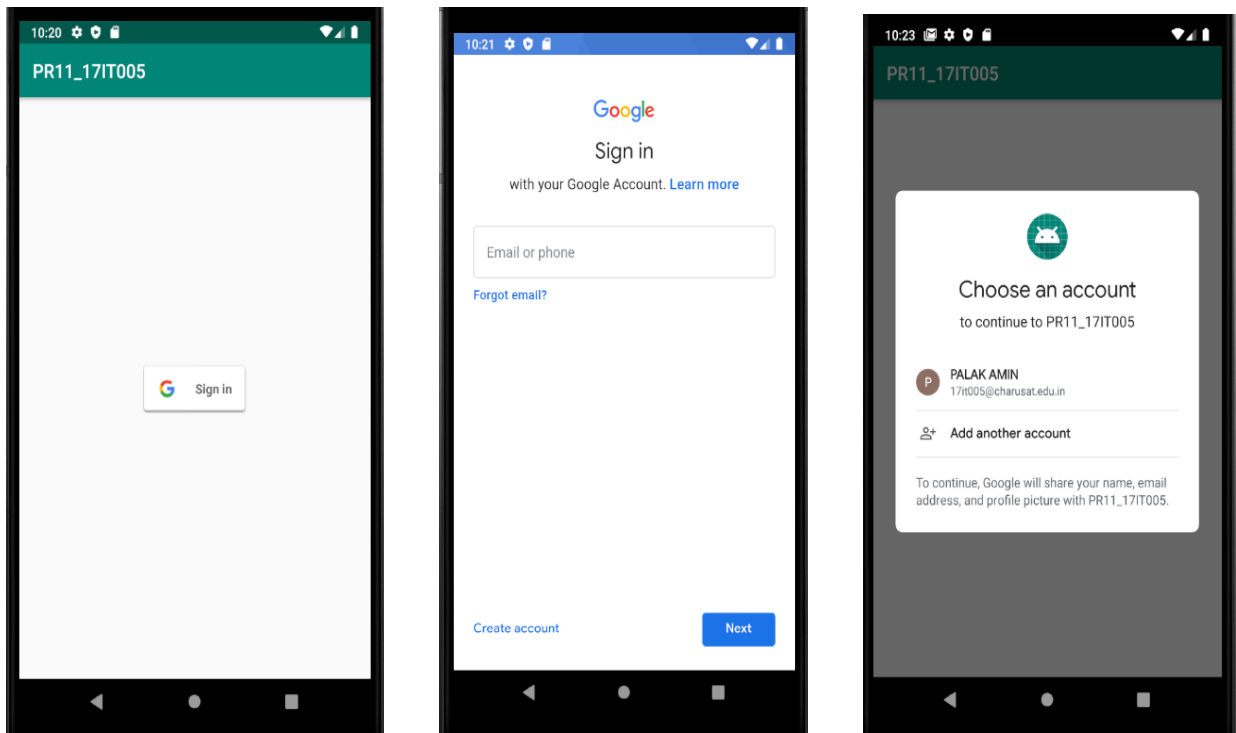 10:20
PR11_17IT005
Sign in
10:21
Google
Sign in
with your Google Account. Learn more
Email or phone
Forgot email?
Create account
Next
10:23
PR11_17IT005
Choose an account
to continue to PR11_17IT005
P
PALAK AMIN
17it005@charusat.edu.in
Add another account
To continue, Google will share your name, email
address, and profile picture with PR11_17IT005.